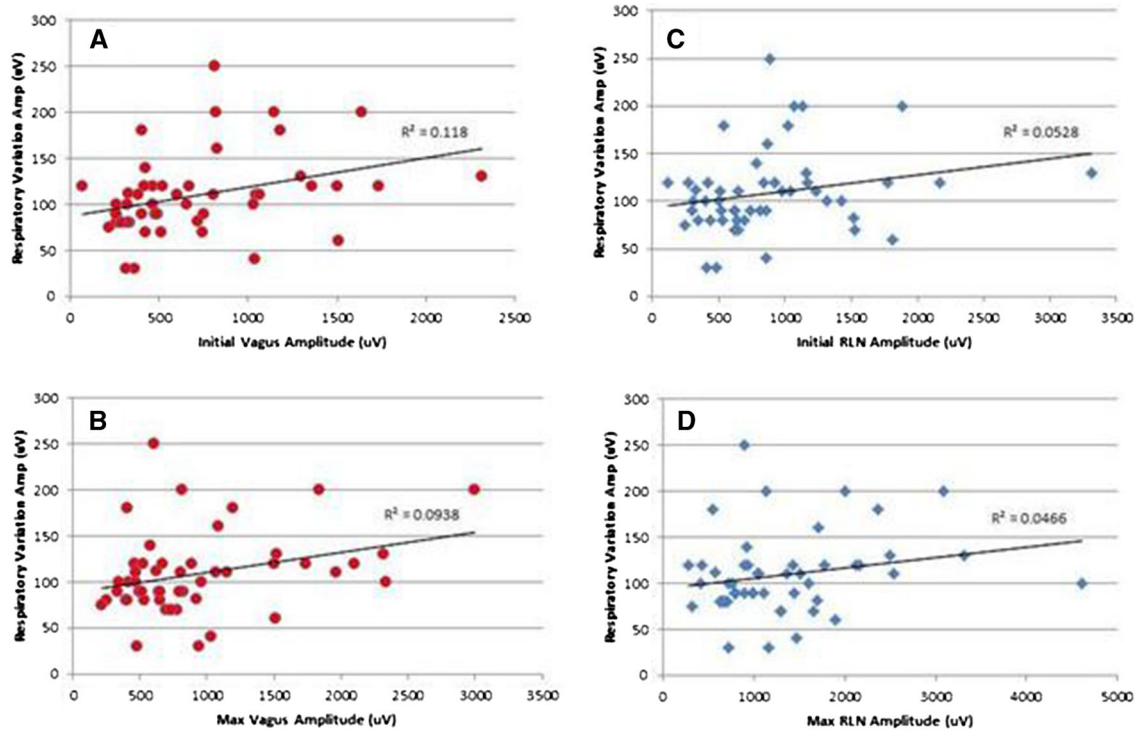 A
Respiratory Variation Amp (uV)
300
250
200
150
100
50
0
R² = 0.118
0 500 1000 1500 2000 2500
Initial Vagus Amplitude (uV)
C
Respiratory Variation Amp (uV)
300
250
200
150
100
50
0
R² = 0.0528
0 500 1000 1500 2000 2500 3000 3500
Initial RLN Amplitude (uV)
B
Respiratory Variation Amp (uV)
300
250
200
150
100
50
0
R² = 0.0938
0 500 1000 1500 2000 2500 3000 3500
Max Vagus Amplitude (uV)
D
Respiratory Variation Amp (uV)
300
250
200
150
100
50
0
R² = 0.0466
0 1000 2000 3000 4000 5000
Max RLN Amplitude (uV)